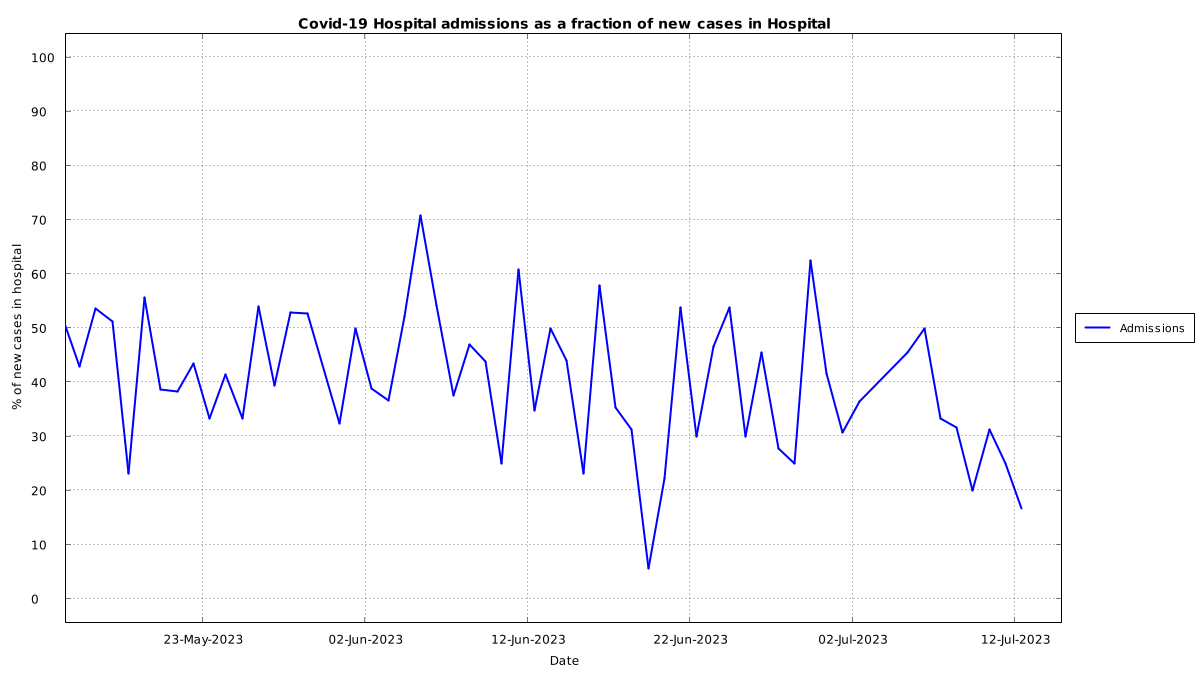 Covid-19 Hospital admissions as a fraction of new cases in Hospital
100
90
80
70
60
50
40
30
20
10
0
% of new cases in hospital
23-May-2023
02-Jun-2023
12-Jun-2023
22-Jun-2023
02-Jul-2023
12-Jul-2023
Date
Admissions